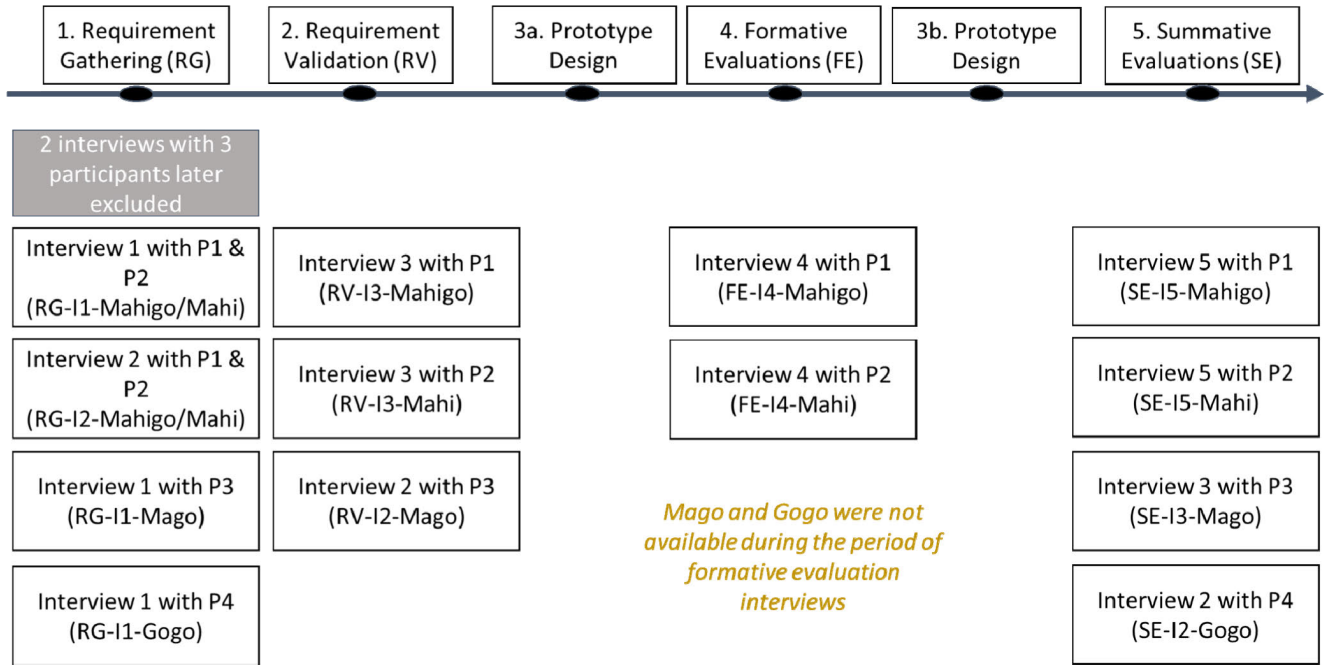 1. Requirement
Gathering (RG)
2. Requirement
Validation (RV)
3a. Prototype
Design
4. Formative
Evaluations (FE)
3b. Prototype
Design
5. Summative
Evaluations (SE)
2 interviews with 3
participants later
excluded
Interview 1 with P1 &
P2
(RG-I1-Mahigo/Mahi)
Interview 2 with P1 &
P2
(RG-I2-Mahigo/Mahi)
Interview 1 with P3
(RG-I1-Mago)
Interview 1 with P4
(RG-I1-Gogo)
Interview 3 with P1
(RV-I3-Mahigo)
Interview 3 with P2
(RV-I3-Mahi)
Interview 2 with P3
(RV-I2-Mago)
Interview 4 with P1
(FE-I4-Mahigo)
Interview 4 with P2
(FE-I4-Mahi)
Mago and Gogo were not
available during the period of
formative evaluation
interviews
Interview 5 with P1
(SE-I5-Mahigo)
Interview 5 with P2
(SE-I5-Mahi)
Interview 3 with P3
(SE-I3-Mago)
Interview 2 with P4
(SE-I2-Gogo)